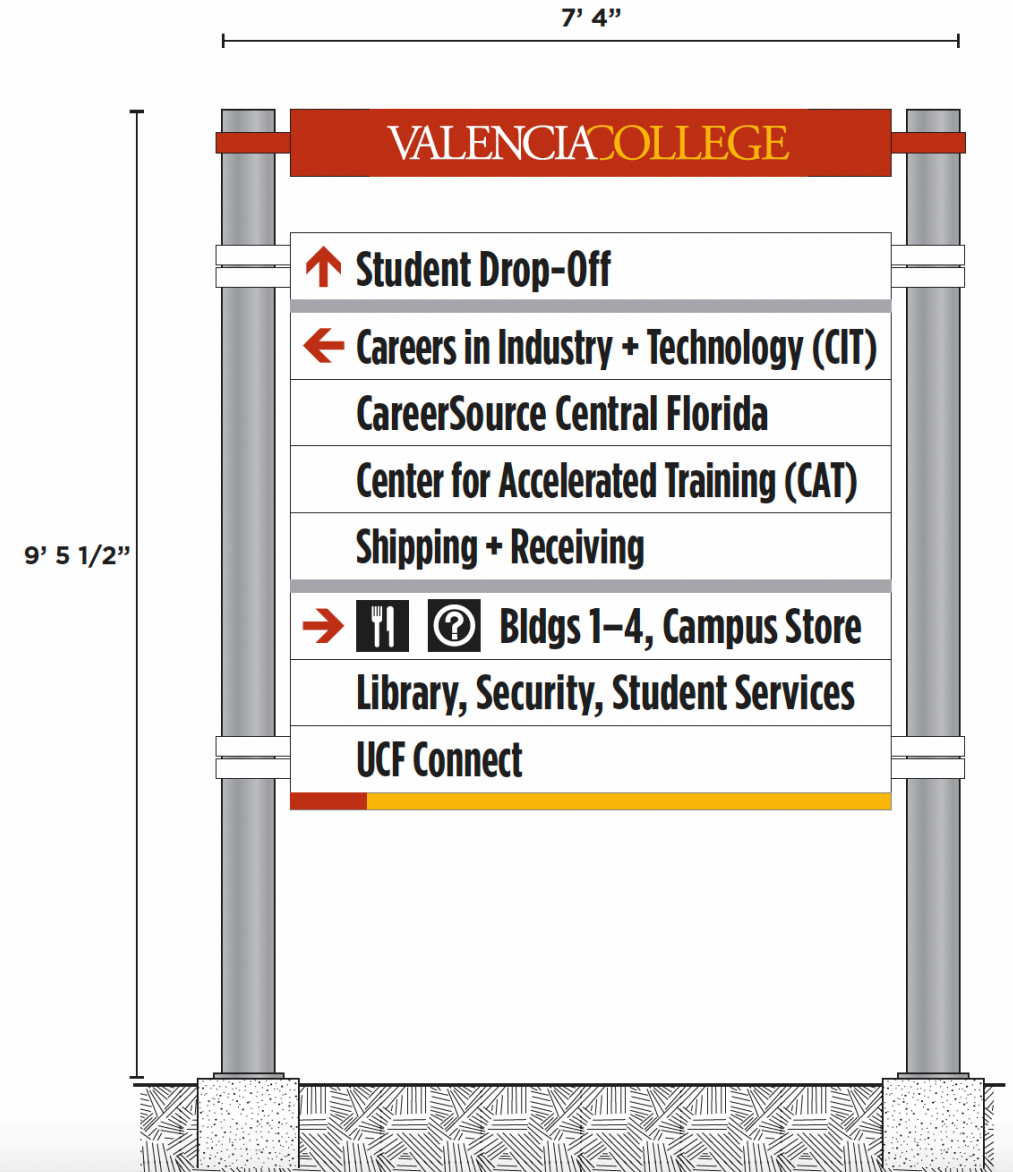 7’ 4”
VALENCIACOLLEGE
Student Drop-Off
Careers in Industry + Technology (CIT)
CareerSource Central Florida
Center for Accelerated Training (CAT)
Shipping + Receiving
9’ 5 1/2”
? Bldgs 1–4, Campus Store
Library, Security, Student Services
UCF Connect